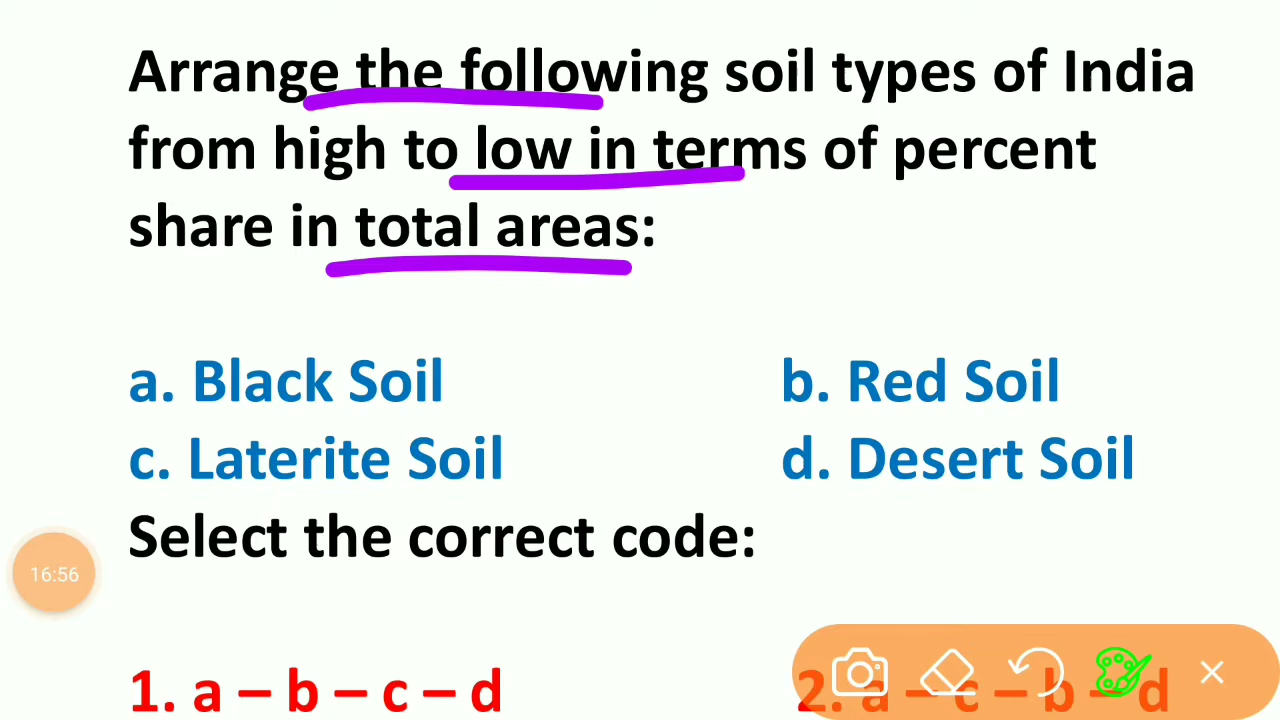 Arrange the following soil types of India
from high to low in terms of percent
share in total areas:
a. Black Soil b. Red Soil
c. Laterite Soil d. Desert Soil
Select the correct code:
16:56
1. a – b – c – d 2. a – c – b – d